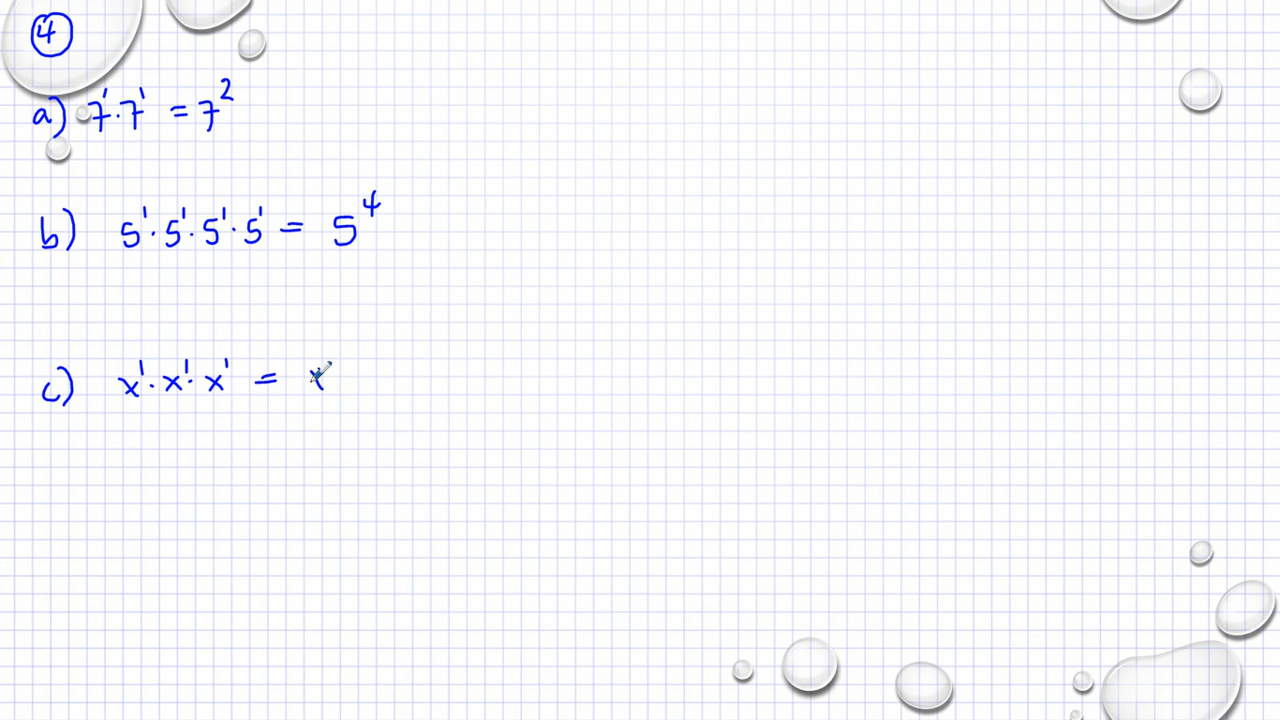 ④
a) 7¹·7¹ = 7²
b) 5¹·5¹·5¹·5¹ = 5⁴
c) x¹·x¹·x¹ = x